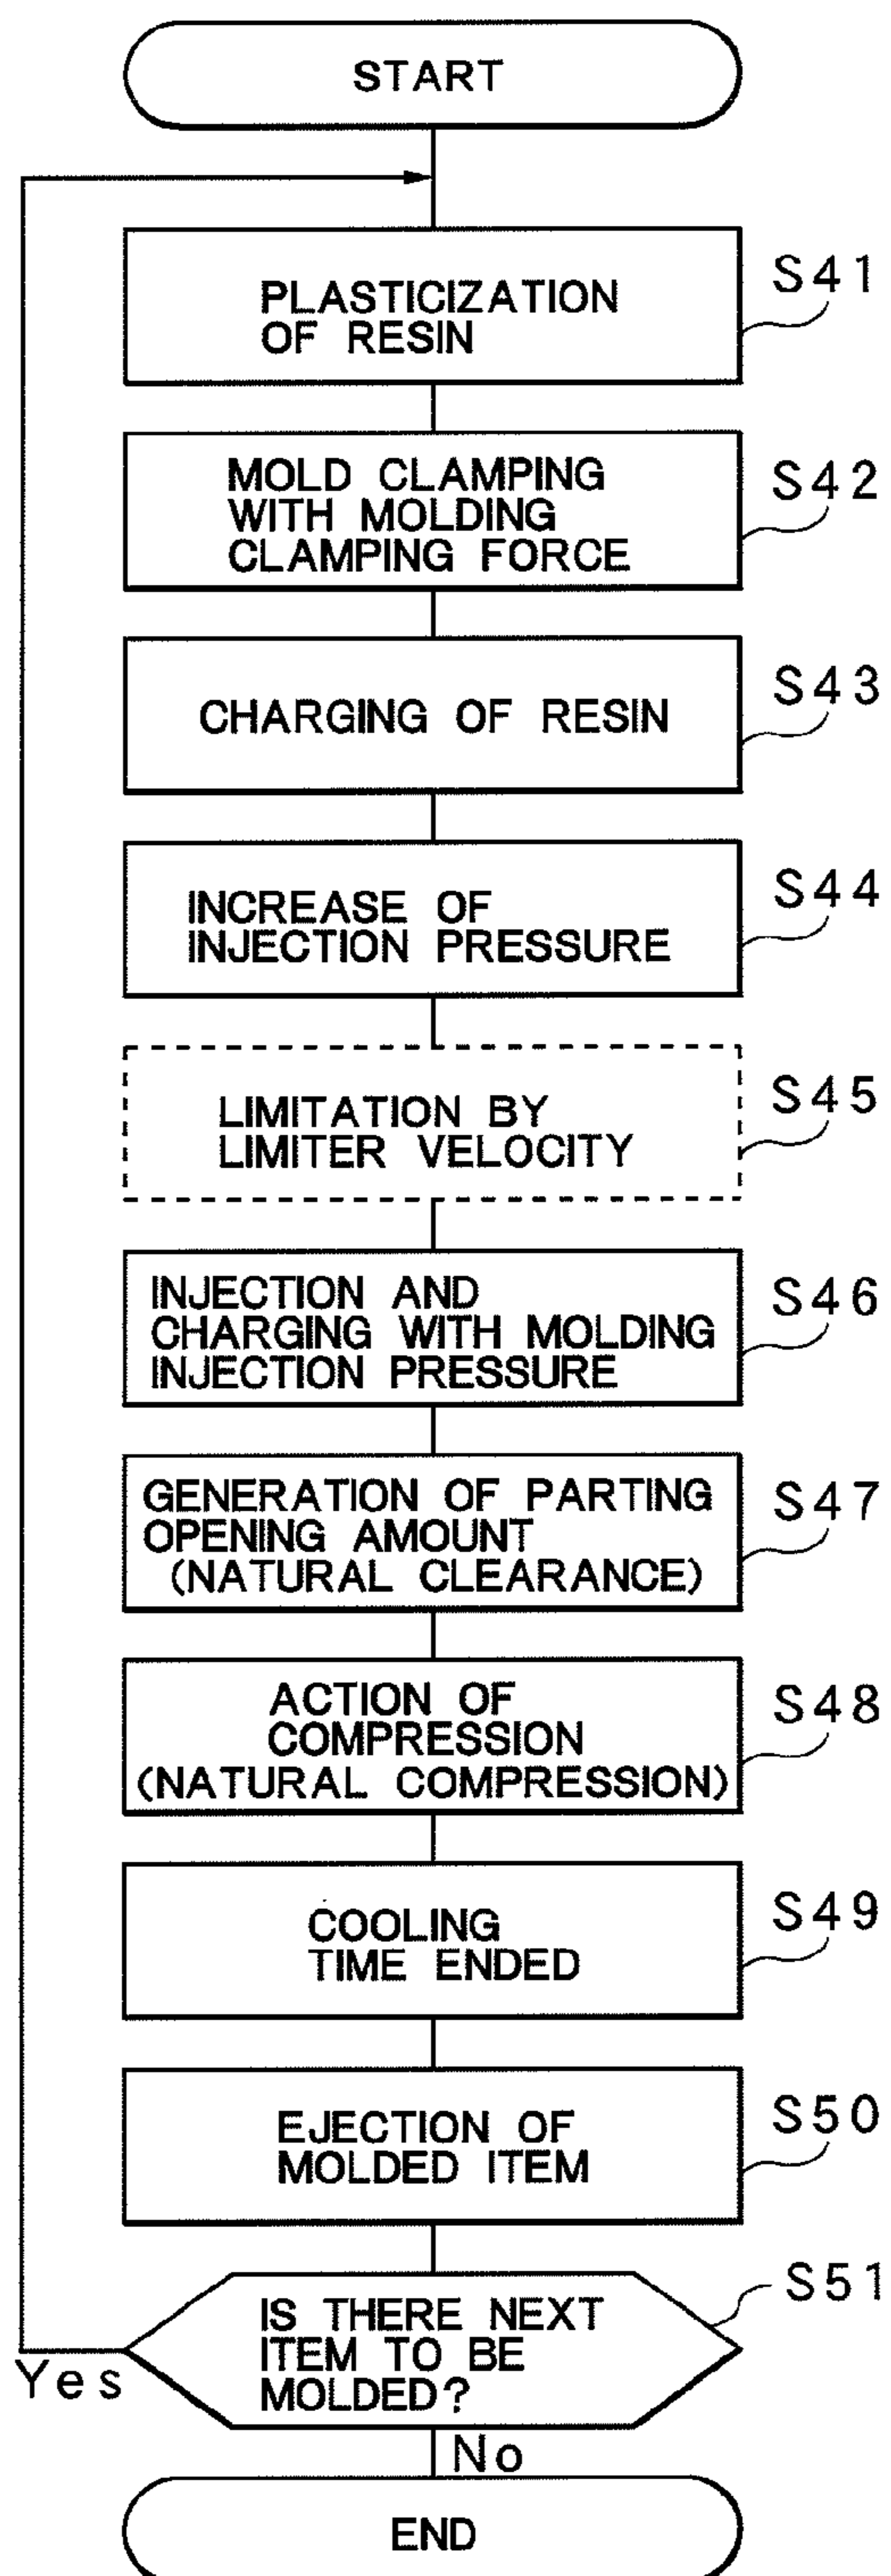 START
PLASTICIZATION
OF RESIN
S41
MOLD CLAMPING
WITH MOLDING
CLAMPING FORCE
S42
CHARGING OF RESIN
S43
INCREASE OF
INJECTION PRESSURE
S44
LIMITATION BY
LIMITER VELOCITY
S45
INJECTION AND
CHARGING WITH MOLDING
INJECTION PRESSURE
S46
GENERATION OF PARTING
OPENING AMOUNT
(NATURAL CLEARANCE)
S47
ACTION OF
COMPRESSION
(NATURAL COMPRESSION)
S48
COOLING
TIME ENDED
S49
EJECTION OF
MOLDED ITEM
S50
IS THERE NEXT
ITEM TO BE
MOLDED?
S51
Yes
No
END